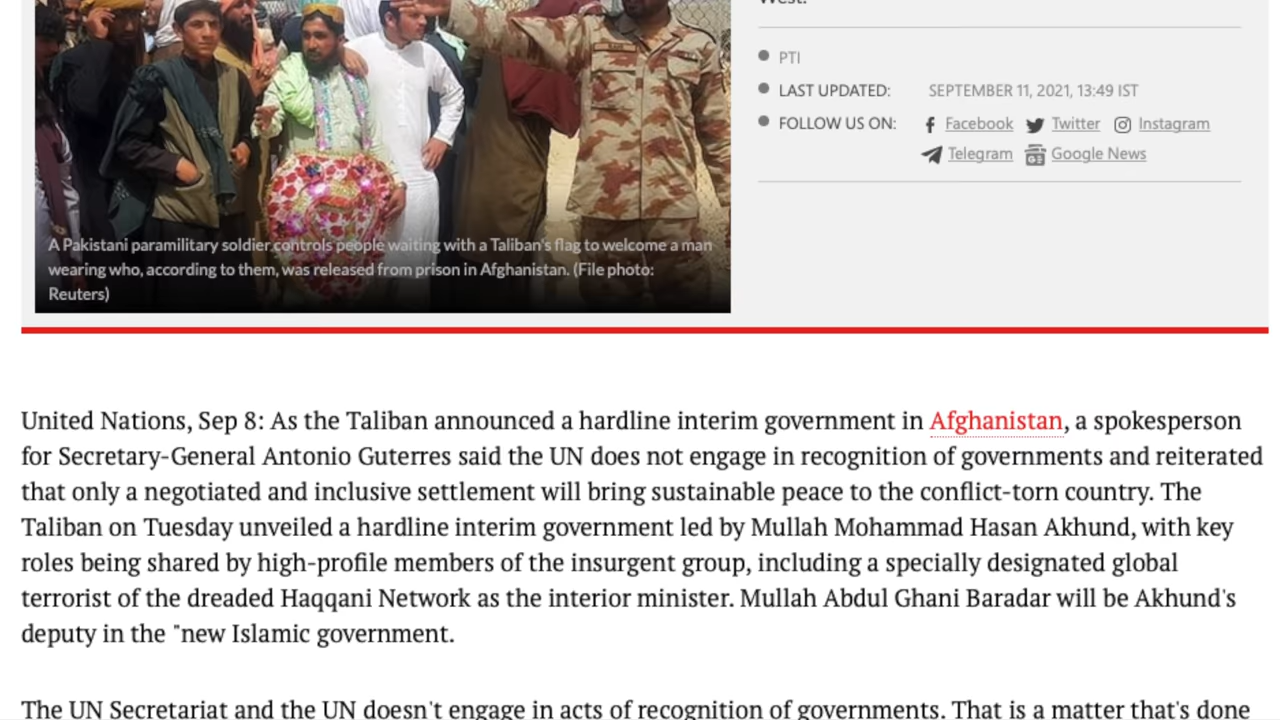 West.
PTI
LAST UPDATED: SEPTEMBER 11, 2021, 13:49 IST
FOLLOW US ON: Facebook Twitter Instagram
Telegram Google News
A Pakistani paramilitary soldier controls people waiting with a Taliban's flag to welcome a man
wearing who, according to them, was released from prison in Afghanistan. (File photo:
Reuters)
United Nations, Sep 8: As the Taliban announced a hardline interim government in Afghanistan, a spokesperson
for Secretary-General Antonio Guterres said the UN does not engage in recognition of governments and reiterated
that only a negotiated and inclusive settlement will bring sustainable peace to the conflict-torn country. The
Taliban on Tuesday unveiled a hardline interim government led by Mullah Mohammad Hasan Akhund, with key
roles being shared by high-profile members of the insurgent group, including a specially designated global
terrorist of the dreaded Haqqani Network as the interior minister. Mullah Abdul Ghani Baradar will be Akhund's
deputy in the "new Islamic government.
The UN Secretariat and the UN doesn't engage in acts of recognition of governments. That is a matter that's done